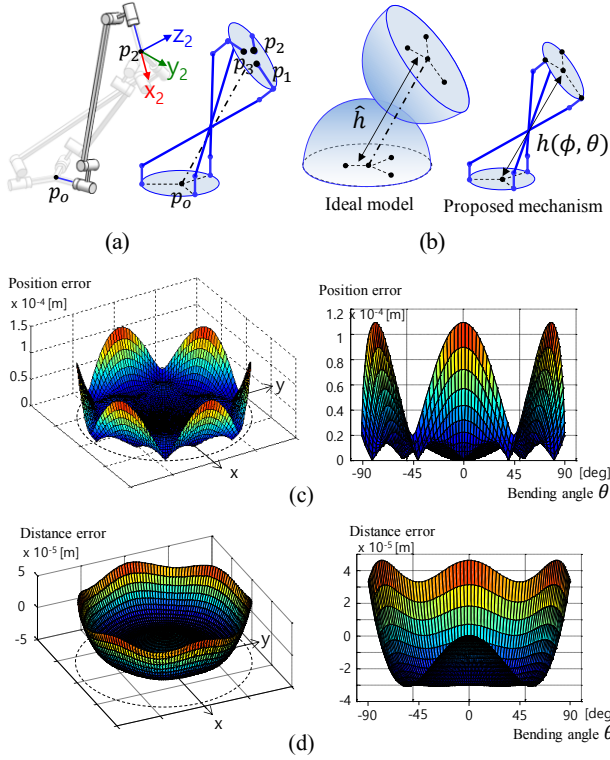 p₂ z₂
y₂
x₂
pₒ
p₂
p₃ p₁
pₒ
(a)
ĥ
h(ϕ, θ)
Ideal model
Proposed mechanism
(b)
Position error
x 10⁻⁴ [m]
1.5
1
0.5
0
y
x
Position error
x 10⁻⁴ [m]
1.2
1
0.8
0.6
0.4
0.2
0
-90 -45 0 45 90 [deg]
Bending angle θ
(c)
Distance error
x 10⁻⁵ [m]
5
0
-5
y
x
Distance error
x 10⁻⁵ [m]
4
2
0
-2
-4
-90 -45 0 45 90 [deg]
Bending angle θ
(d)